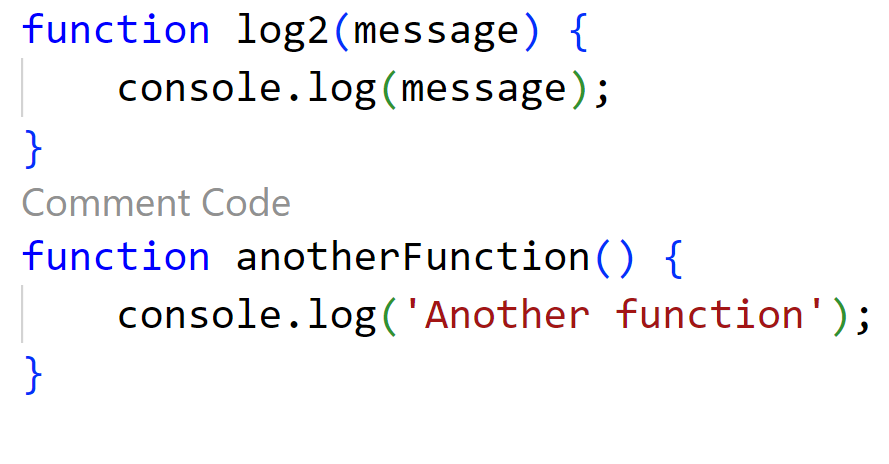 function log2(message) {
    console.log(message);
}
Comment Code
function anotherFunction() {
    console.log('Another function');
}